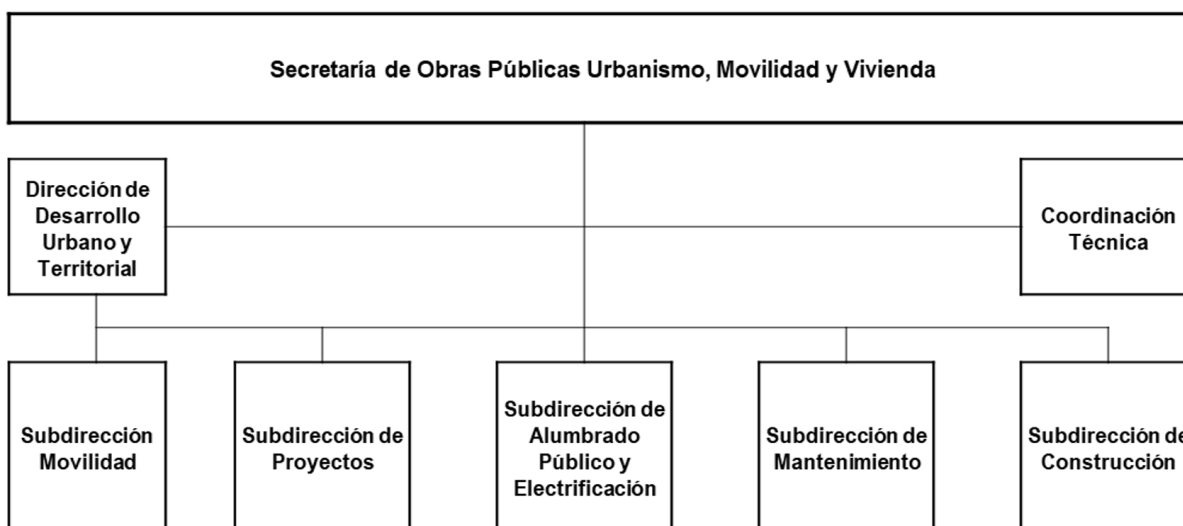 Secretaría de Obras Públicas Urbanismo, Movilidad y Vivienda
Dirección de
Desarrollo
Urbano y
Territorial
Coordinación
Técnica
Subdirección
Movilidad
Subdirección de
Proyectos
Subdirección de
Alumbrado
Público y
Electrificación
Subdirección de
Mantenimiento
Subdirección de
Construcción